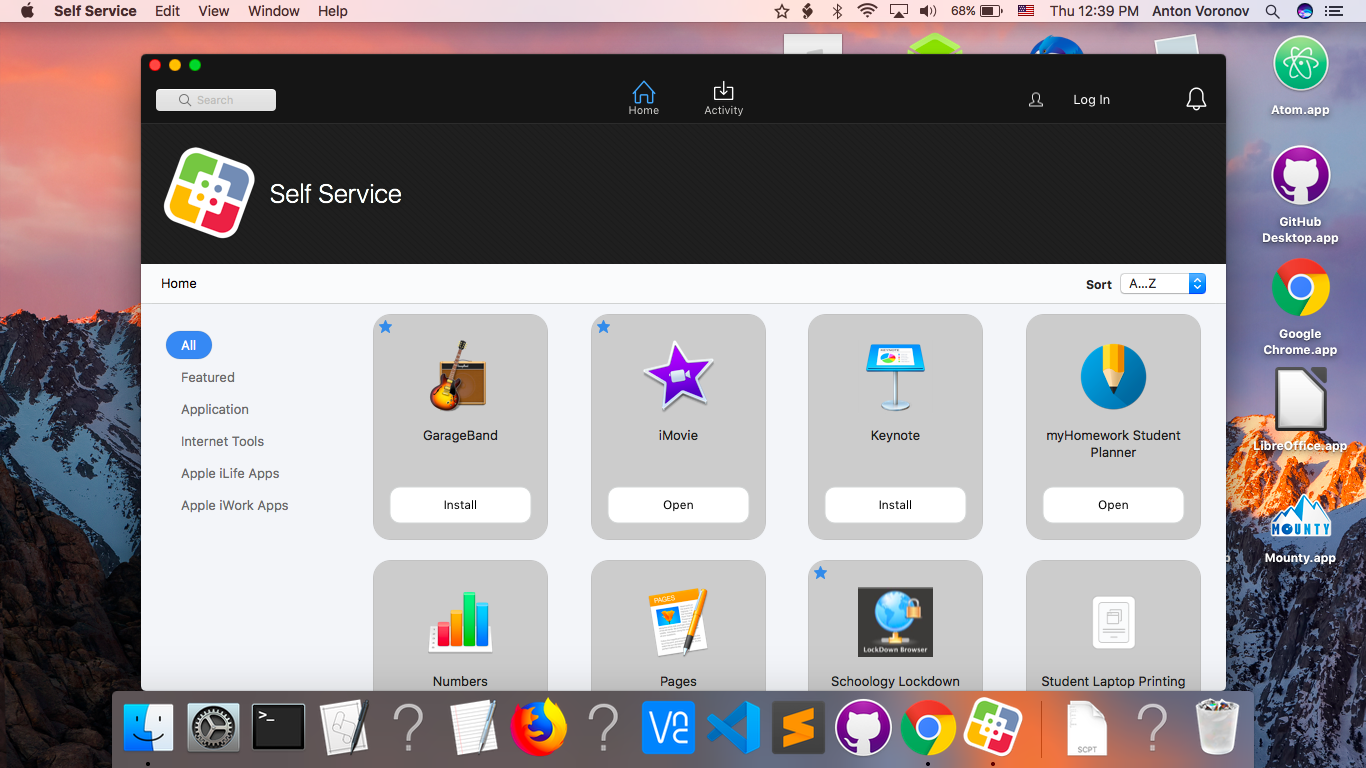 Self Service Edit View Window Help 68% Thu 12:39 PM Anton Voronov
Search
Home
Activity
Log In
Self Service
Home
Sort A...Z
All
Featured
Application
Internet Tools
Apple iLife Apps
Apple iWork Apps
GarageBand
Install
iMovie
Open
KEYNOTE
Keynote
Install
myHomework Student
Planner
Open
Numbers
PAGES
Pages
LockDown Browser
Schoology Lockdown
Student Laptop Printing
Atom.app
GitHub
Desktop.app
Google
Chrome.app
LibreOffice.app
MOUNTY
Mounty.app
>_
?
?
VS
SCPT
?